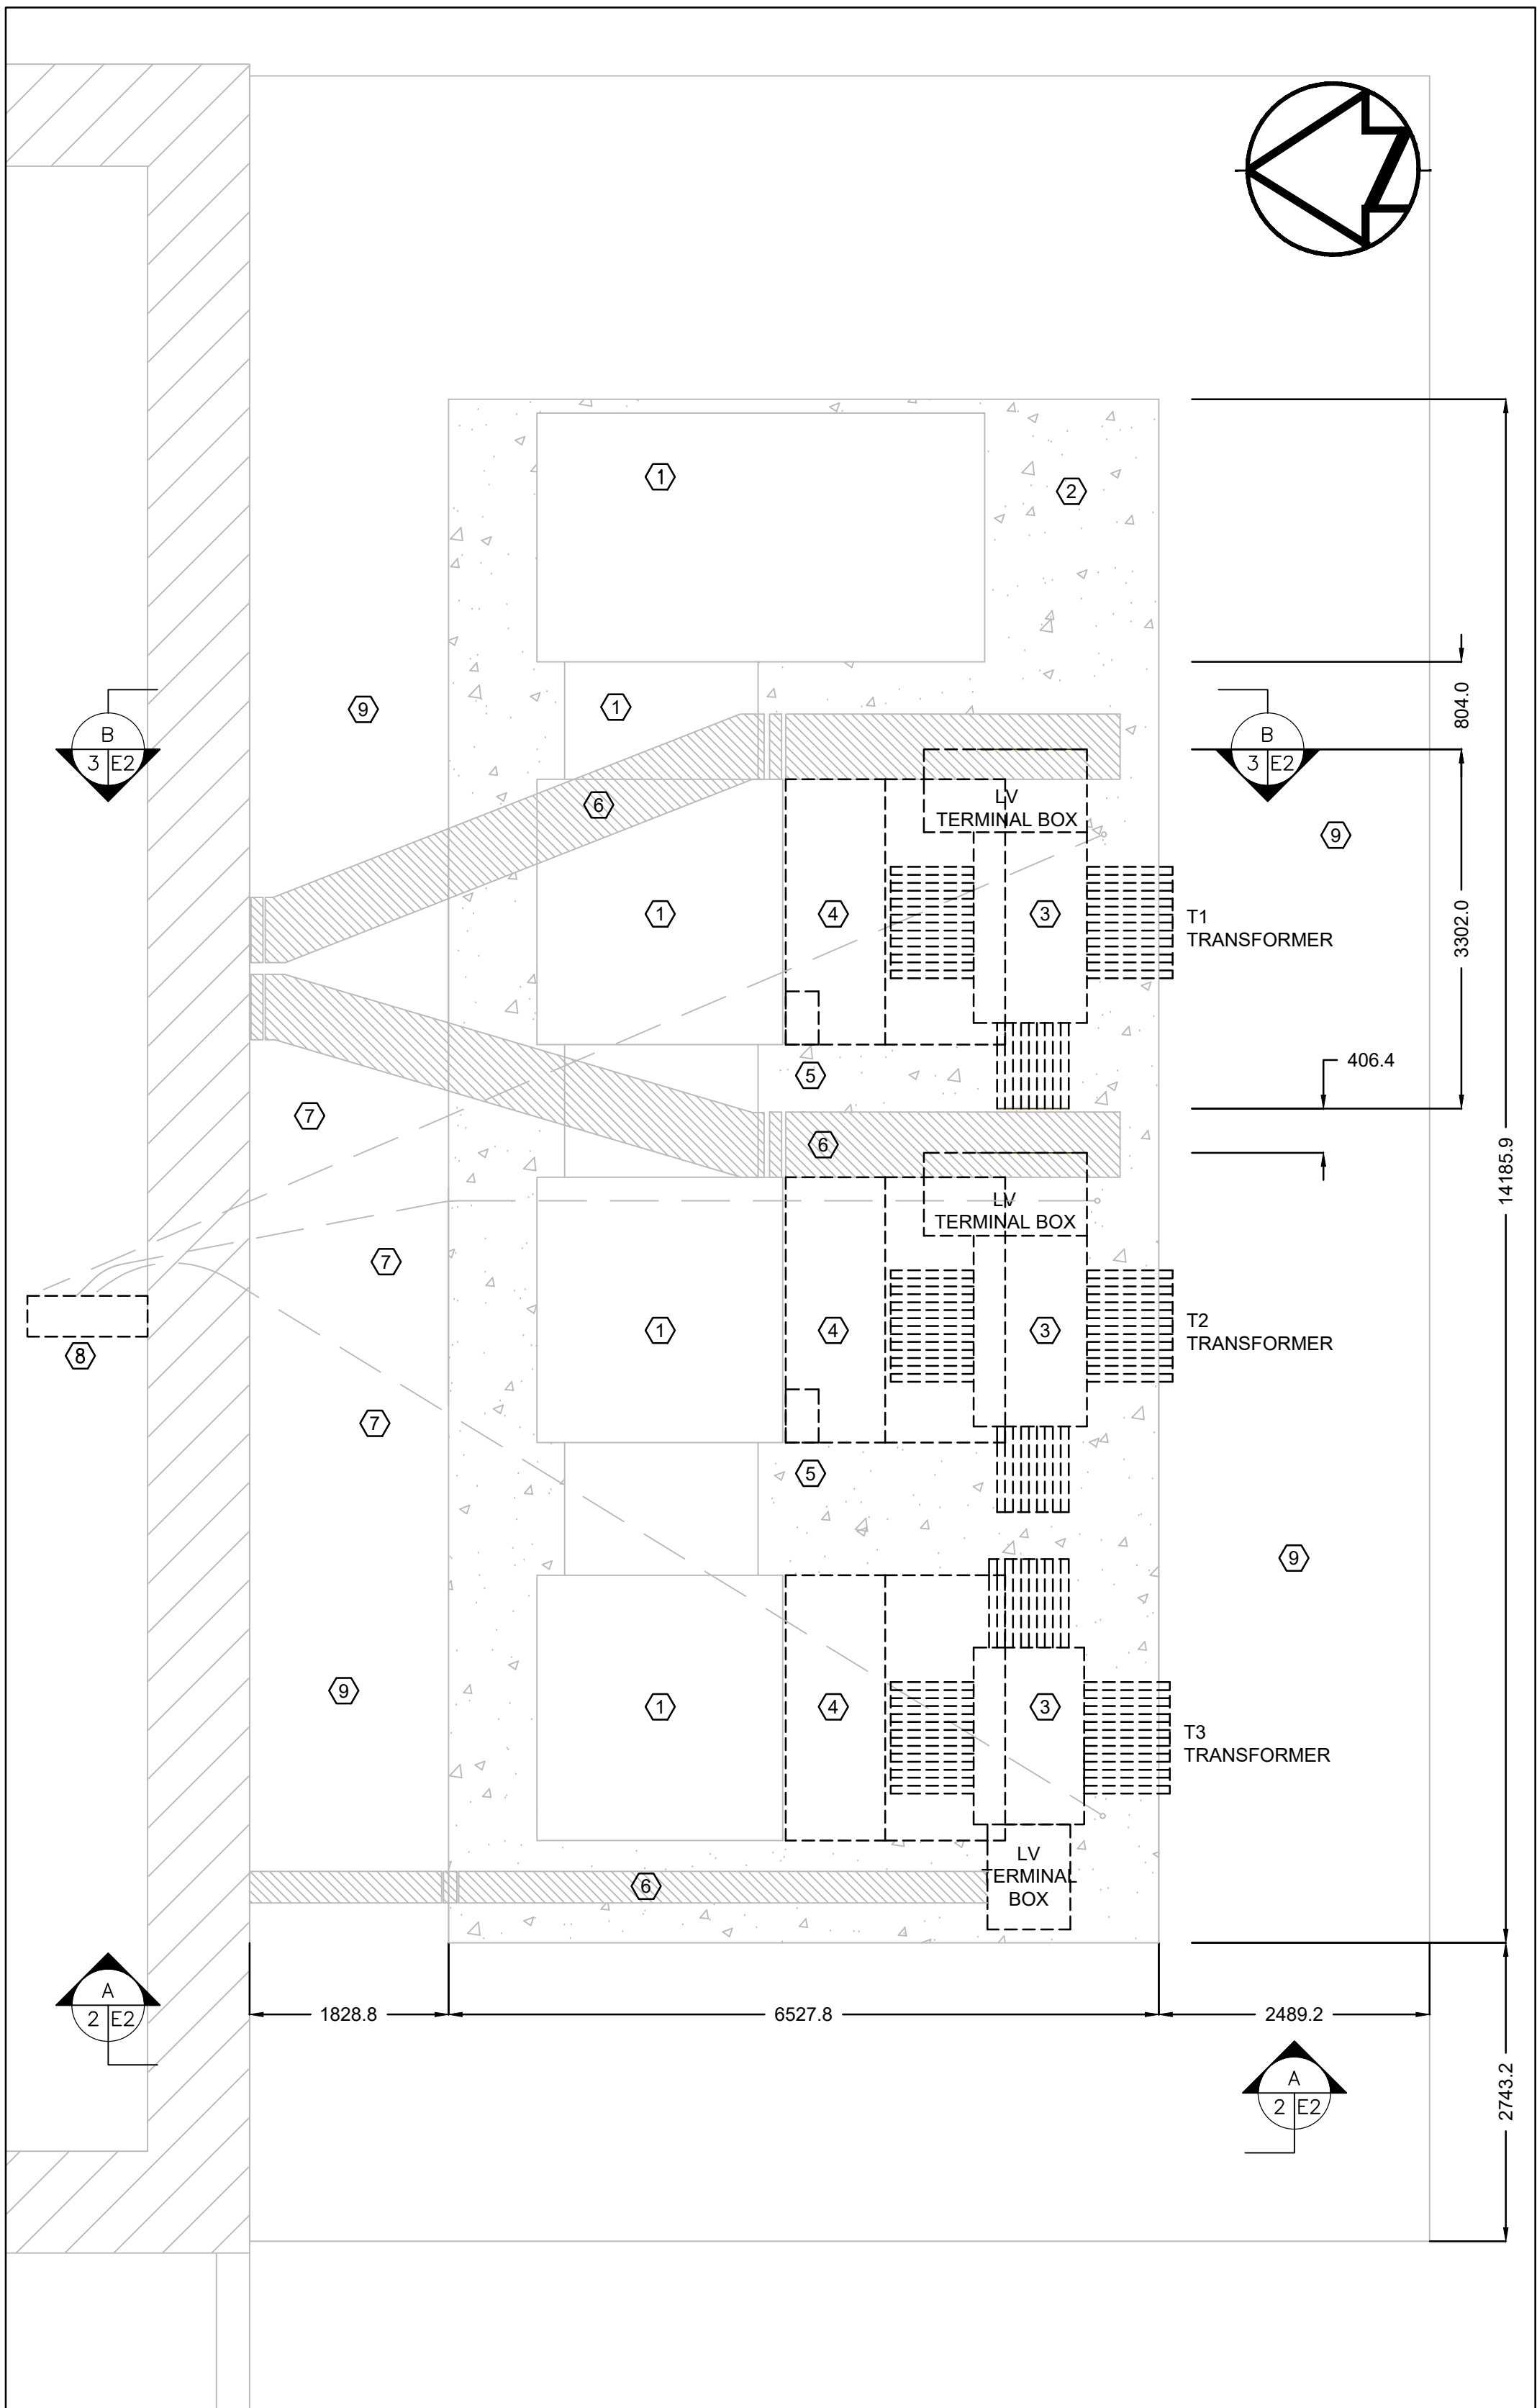 1
2
9
1
804.0
B
3 E2
B
3 E2
6
LV
TERMINAL BOX
9
1
4
3
T1
TRANSFORMER
3302.0
406.4
5
7
6
14185.9
LV
TERMINAL BOX
7
1
4
3
T2
TRANSFORMER
8
7
5
9
9
1
4
3
T3
TRANSFORMER
LV
TERMINAL
BOX
6
A
2 E2
1828.8
6527.8
2489.2
A
2 E2
2743.2